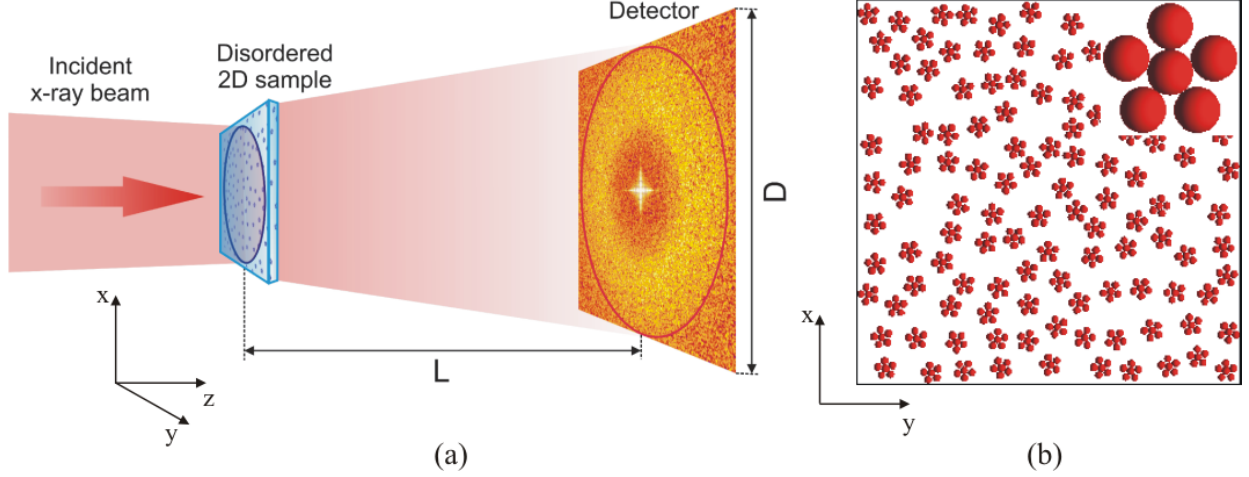 Incident
x-ray beam
Disordered
2D sample
Detector
D
L
x
z
y
(a)
x
y
(b)